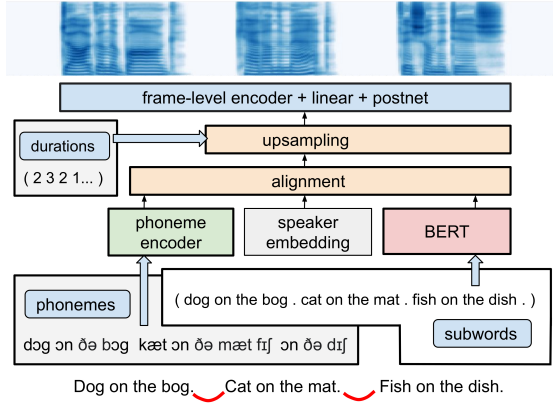 frame-level encoder + linear + postnet
durations
( 2 3 2 1... )
upsampling
alignment
phoneme
encoder
speaker
embedding
BERT
phonemes
( dog on the bog . cat on the mat . fish on the dish . )
subwords
dɔg ɔn ðə bɔg kæt ɔn ðə mæt fɪʃ ɔn ðə dɪʃ
Dog on the bog. Cat on the mat. Fish on the dish.